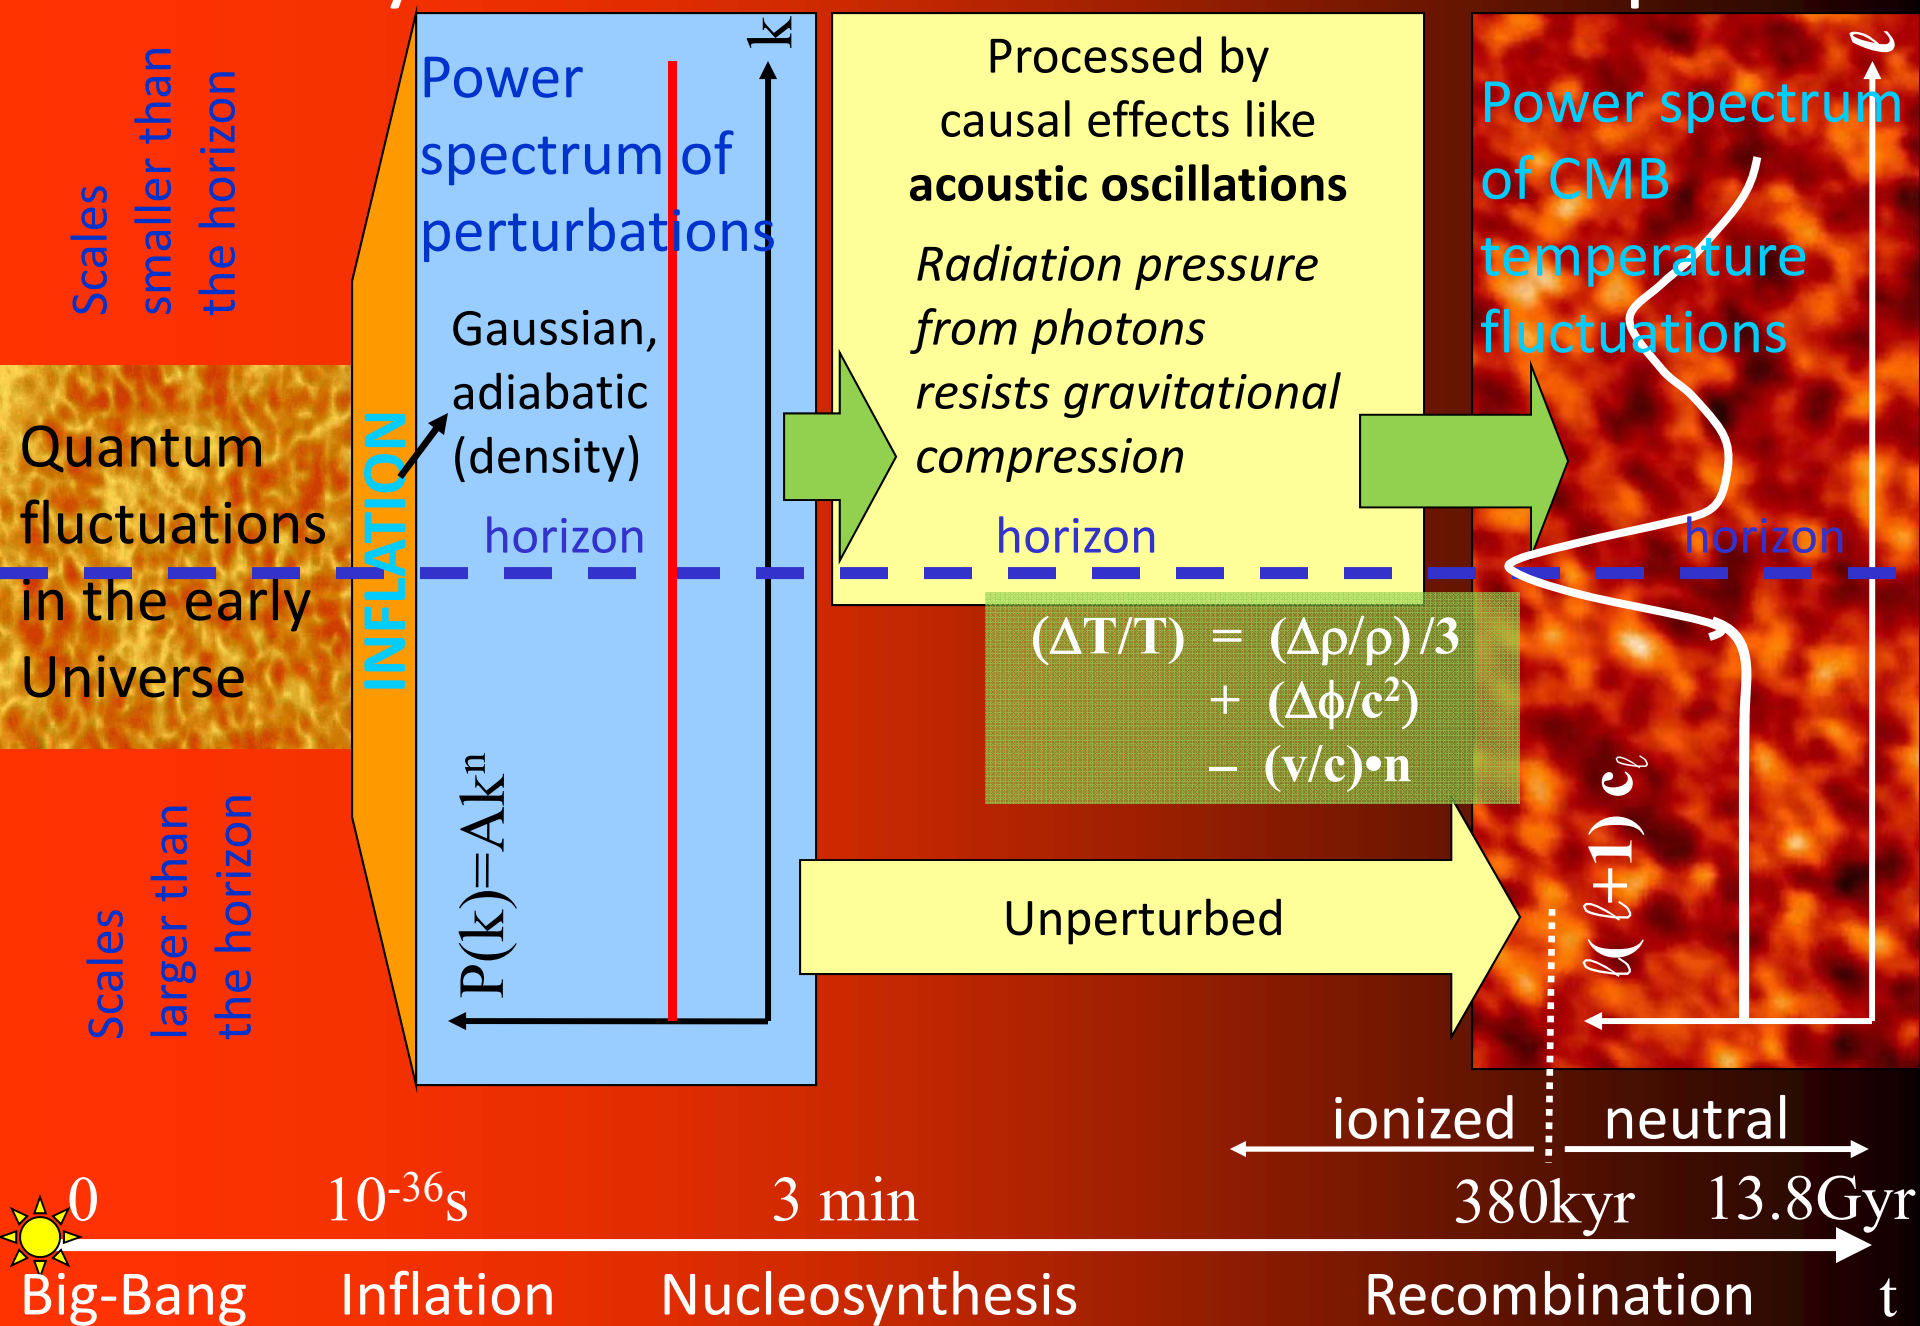 Scales
smaller than
the horizon
Quantum
fluctuations
in the early
Universe
Scales
larger than
the horizon
INFLATION
Power
spectrum of
perturbations
k
Gaussian,
adiabatic
(density)
horizon
P(k)=Akⁿ
Processed by
causal effects like
acoustic oscillations
Radiation pressure
from photons
resists gravitational
compression
horizon
(ΔT/T) = (Δρ/ρ) /3
+ (Δϕ/c²)
– (v/c)•n
Unperturbed
Power spectrum
of CMB
temperature
fluctuations
ℓ
horizon
ℓ( ℓ+1) cℓ
ionized
neutral
0
10⁻³⁶s
3 min
380kyr
13.8Gyr
Big-Bang
Inflation
Nucleosynthesis
Recombination
t